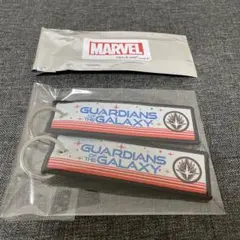 MARVEL
GUARDIANS
OF THE
GALAXY
GUARDIANS
OF THE
GALAXY